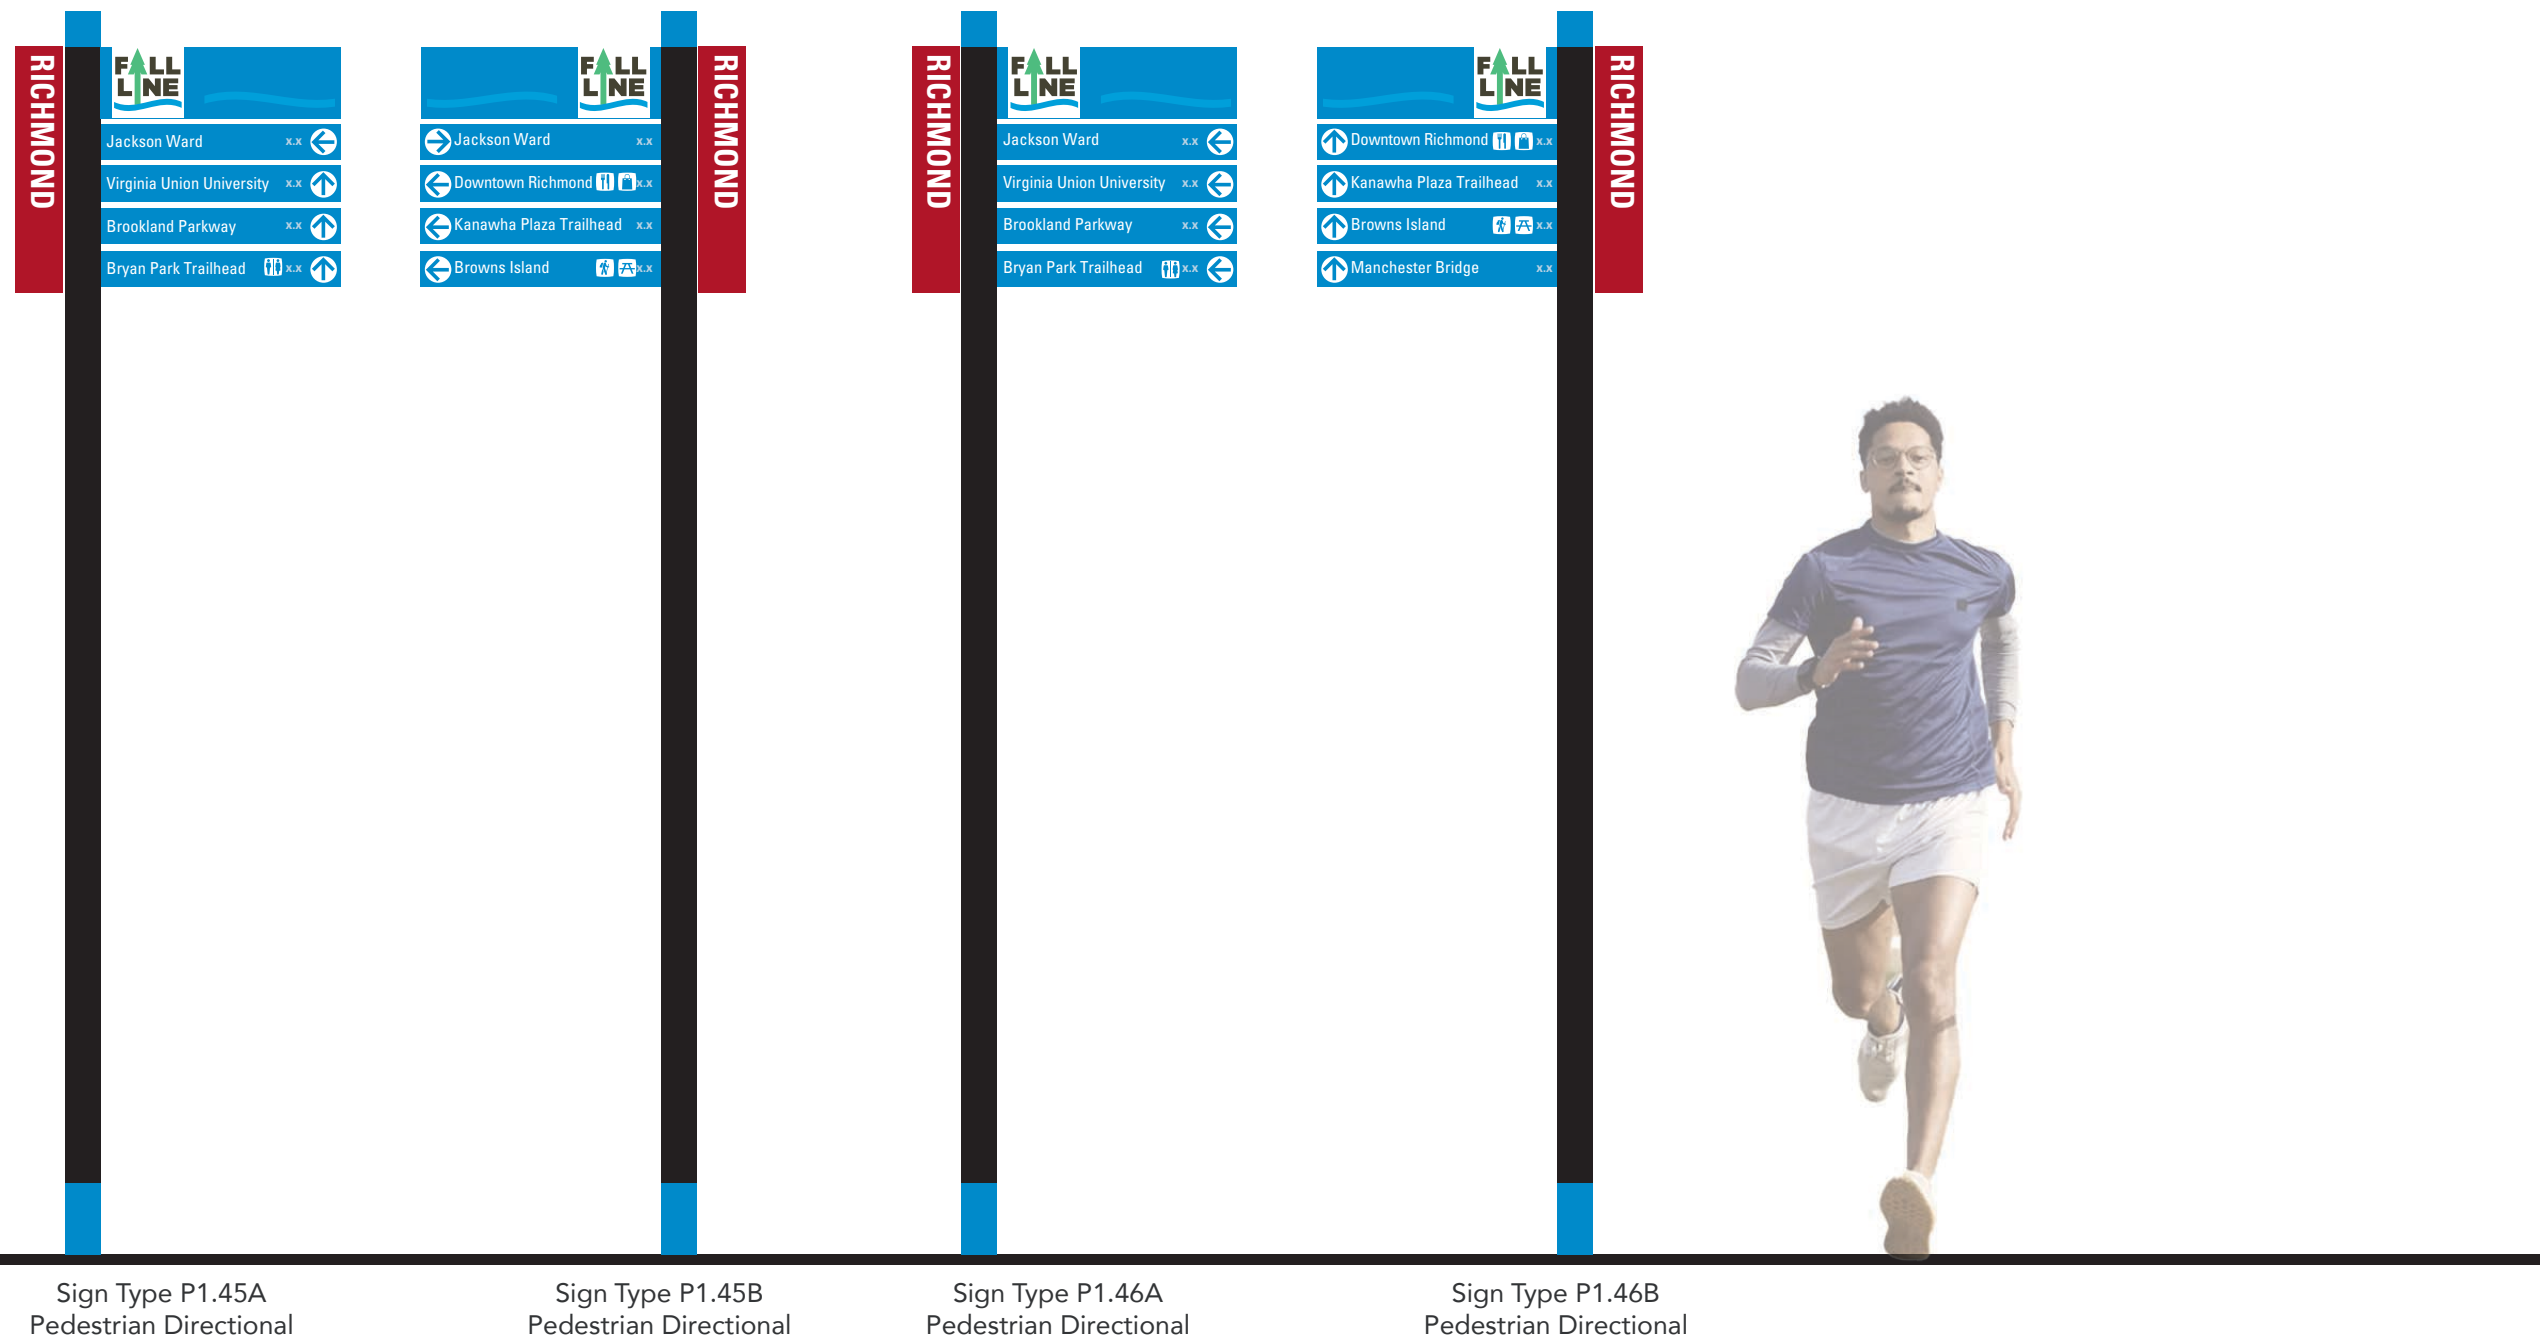 RICHMOND
FALL
LINE
Jackson Ward x.x
Virginia Union University x.x
Brookland Parkway x.x
Bryan Park Trailhead x.x
FALL
LINE
RICHMOND
Jackson Ward x.x
Downtown Richmond x.x
Kanawha Plaza Trailhead x.x
Browns Island x.x
RICHMOND
FALL
LINE
Jackson Ward x.x
Virginia Union University x.x
Brookland Parkway x.x
Bryan Park Trailhead x.x
FALL
LINE
RICHMOND
Downtown Richmond x.x
Kanawha Plaza Trailhead x.x
Browns Island x.x
Manchester Bridge x.x
Sign Type P1.45A
Pedestrian Directional
Sign Type P1.45B
Pedestrian Directional
Sign Type P1.46A
Pedestrian Directional
Sign Type P1.46B
Pedestrian Directional